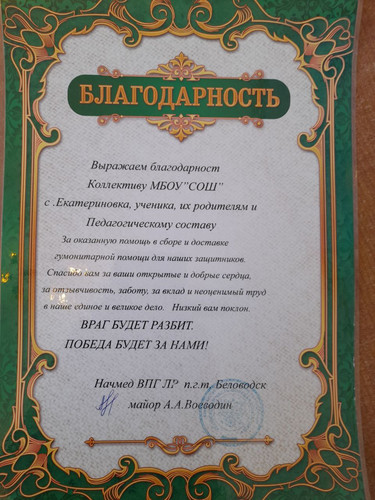 БЛАГОДАРНОСТЬ
Выражаем благодарност
Коллективу МБОУ"СОШ"
с .Екатериновка, ученика, их родителям и
Педагогическому составу
За оказанную помощь в сборе и доставке
гумонитарной помощи для наших защитников.
Спасибо вам за ваши открытые и добрые сердца,
за отзывчивость, заботу, за вклад и неоценимый труд
в наше единое и великое дело. Низкий вам поклон.
ВРАГ БУДЕТ РАЗБИТ.
ПОБЕДА БУДЕТ ЗА НАМИ!
Начмед ВПГ ЛР п.г.т. Беловодск
майор А.А.Воеводин